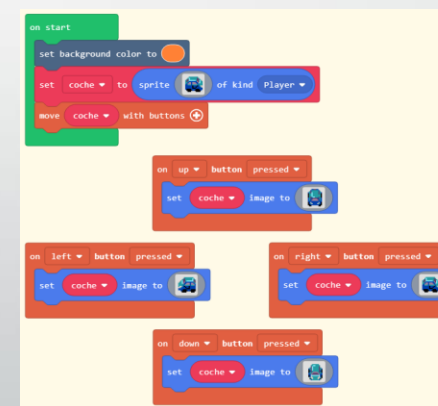 on start
set background color to
set coche to sprite of kind Player
move coche with buttons
on up button pressed
set coche image to
on left button pressed
set coche image to
on right button pressed
set coche image to
on down button pressed
set coche image to